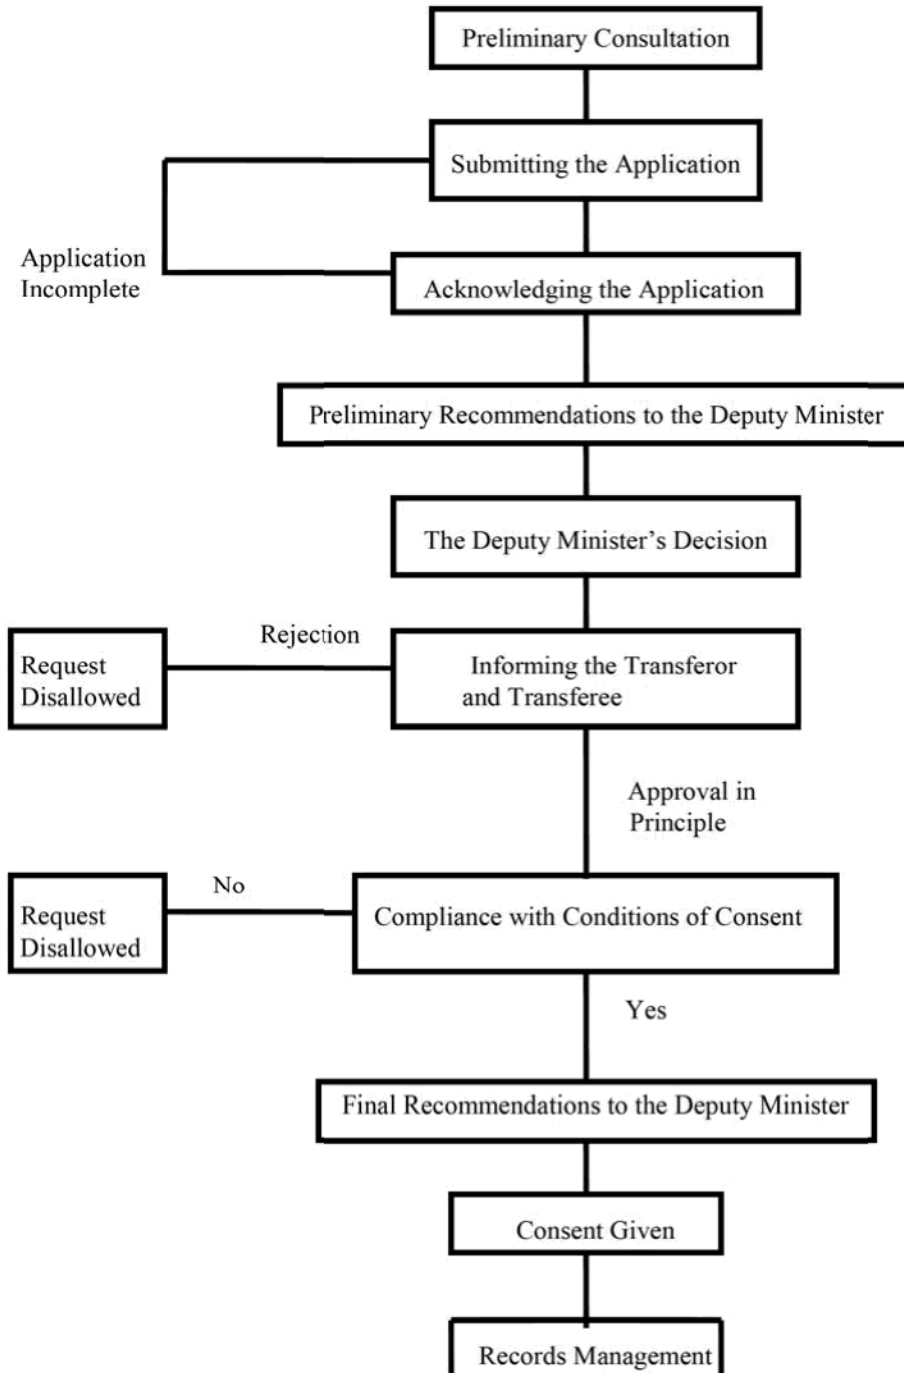 Preliminary Consultation
Submitting the Application
Application
Incomplete
Acknowledging the Application
Preliminary Recommendations to the Deputy Minister
The Deputy Minister’s Decision
Rejection
Request
Disallowed
Informing the Transferor
and Transferee
Approval in
Principle
No
Request
Disallowed
Compliance with Conditions of Consent
Yes
Final Recommendations to the Deputy Minister
Consent Given
Records Management